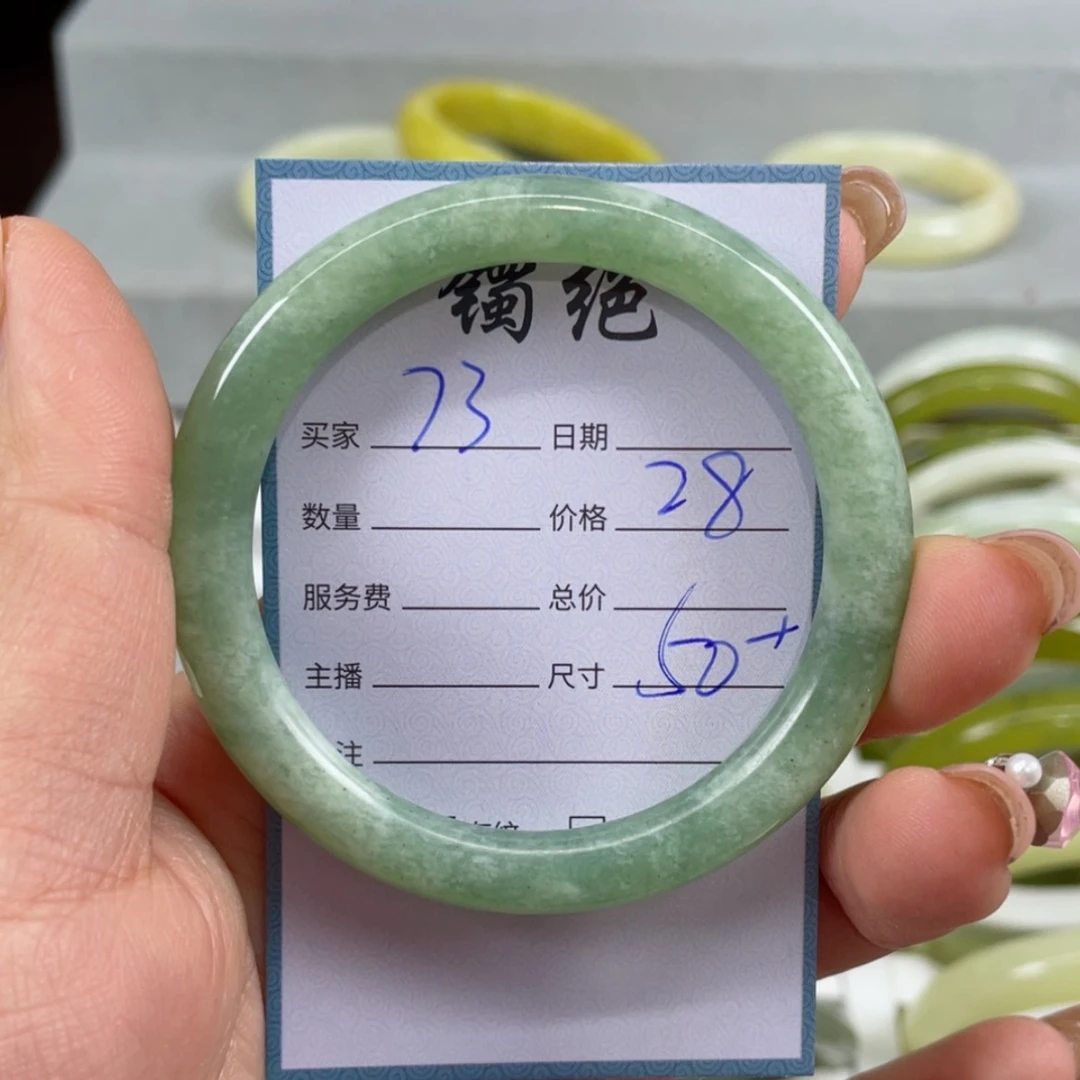 镯绝
买家 73 日期
数量 价格 28
服务费 总价
主播 尺寸 50+
注